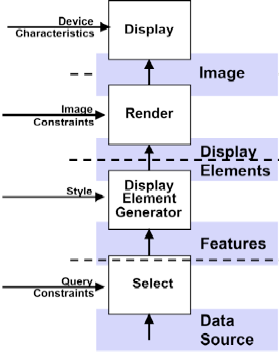 Device
Characteristics
Display
Image
Image
Constraints
Render
Display
Elements
Style
Display
Element
Generator
Features
Query
Constraints
Select
Data
Source